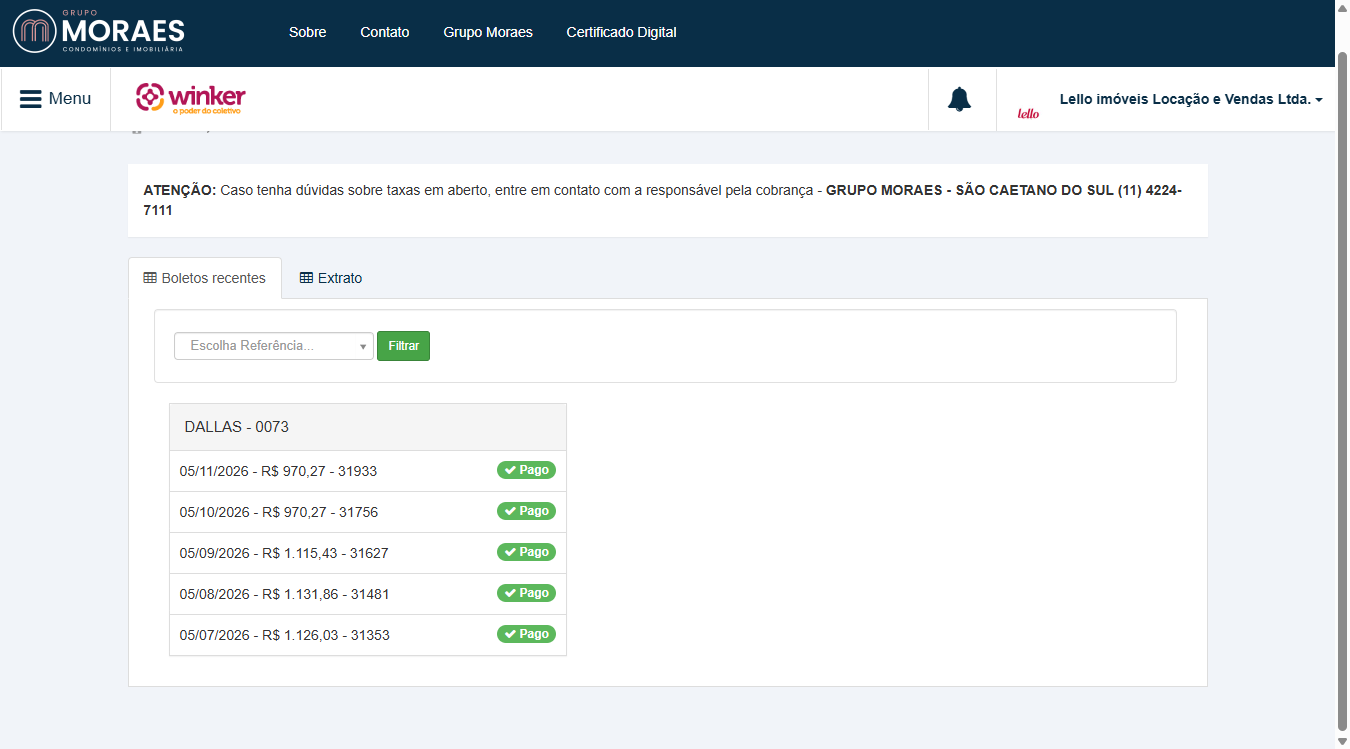 GRUPO
MORAES
CONDOMÍNIOS E IMOBILIÁRIA
Sobre
Contato
Grupo Moraes
Certificado Digital
Menu
winker
o poder do coletivo
lello
Lello imóveis Locação e Vendas Ltda.
ATENÇÃO: Caso tenha dúvidas sobre taxas em aberto, entre em contato com a responsável pela cobrança - GRUPO MORAES - SÃO CAETANO DO SUL (11) 4224-
7111
Boletos recentes
Extrato
Escolha Referência...
Filtrar
DALLAS - 0073
05/11/2026 - R$ 970,27 - 31933 Pago
05/10/2026 - R$ 970,27 - 31756 Pago
05/09/2026 - R$ 1.115,43 - 31627 Pago
05/08/2026 - R$ 1.131,86 - 31481 Pago
05/07/2026 - R$ 1.126,03 - 31353 Pago